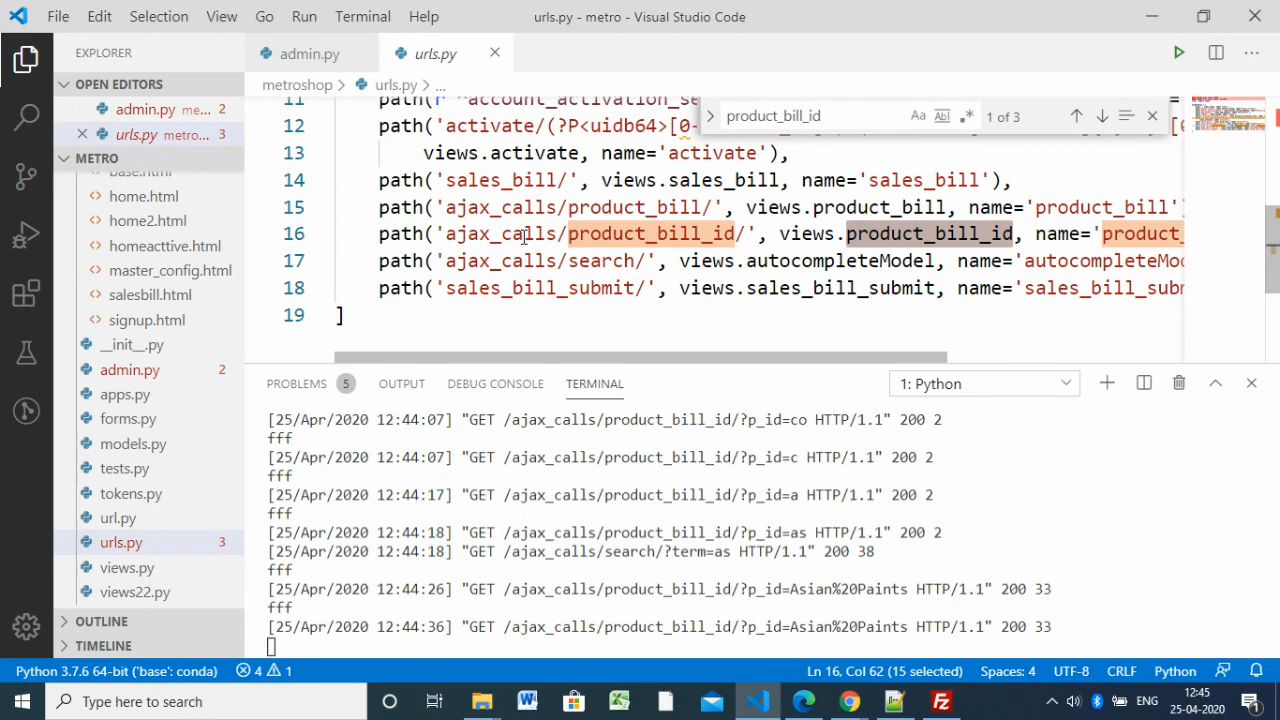 File Edit Selection View Go Run Terminal Help urls.py - metro - Visual Studio Code
EXPLORER
OPEN EDITORS
admin.py me... 2
urls.py metro... 3
METRO
base.html
home.html
home2.html
homeacttive.html
master_config.html
salesbill.html
signup.html
__init__.py
admin.py 2
apps.py
forms.py
models.py
tests.py
tokens.py
url.py
urls.py 3
views.py
views22.py
OUTLINE
TIMELINE
admin.py urls.py
metroshop > urls.py > ...
product_bill_id Aa Abl .* 1 of 3
11 path(r'^account_activation_se
12 path('activate/(?P<uidb64>[0-
13 views.activate, name='activate'),
14 path('sales_bill/', views.sales_bill, name='sales_bill'),
15 path('ajax_calls/product_bill/', views.product_bill, name='product_bill')
16 path('ajax_calls/product_bill_id/', views.product_bill_id, name='product_
17 path('ajax_calls/search/', views.autocompleteModel, name='autocompleteMod
18 path('sales_bill_submit/', views.sales_bill_submit, name='sales_bill_subm
19 ]
PROBLEMS 5 OUTPUT DEBUG CONSOLE TERMINAL 1: Python
[25/Apr/2020 12:44:07] "GET /ajax_calls/product_bill_id/?p_id=co HTTP/1.1" 200 2
fff
[25/Apr/2020 12:44:07] "GET /ajax_calls/product_bill_id/?p_id=c HTTP/1.1" 200 2
fff
[25/Apr/2020 12:44:17] "GET /ajax_calls/product_bill_id/?p_id=a HTTP/1.1" 200 2
fff
[25/Apr/2020 12:44:18] "GET /ajax_calls/product_bill_id/?p_id=as HTTP/1.1" 200 2
[25/Apr/2020 12:44:18] "GET /ajax_calls/search/?term=as HTTP/1.1" 200 38
fff
[25/Apr/2020 12:44:26] "GET /ajax_calls/product_bill_id/?p_id=Asian%20Paints HTTP/1.1" 200 33
fff
[25/Apr/2020 12:44:36] "GET /ajax_calls/product_bill_id/?p_id=Asian%20Paints HTTP/1.1" 200 33
Python 3.7.6 64-bit ('base': conda) 4 1 Ln 16, Col 62 (15 selected) Spaces: 4 UTF-8 CRLF Python
Type here to search ENG 12:45
25-04-2020 1